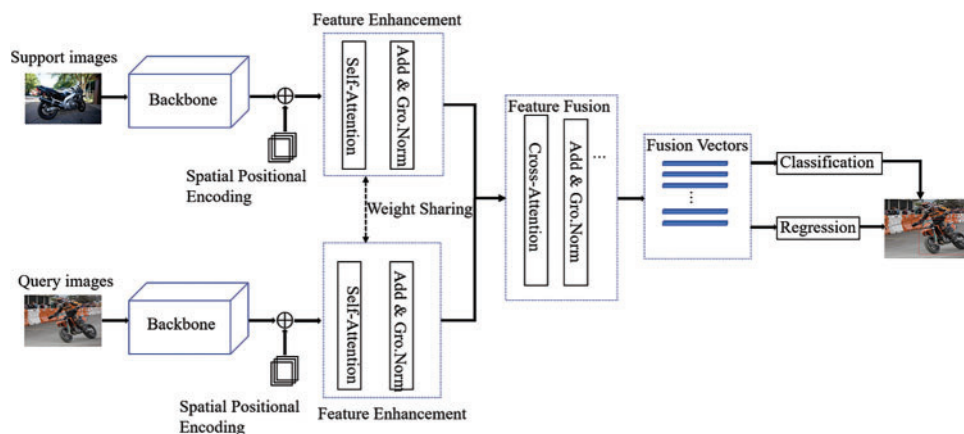 Feature Enhancement
Support images
Backbone
Self-Attention
Add & Gro.Norm
Spatial Positional
Encoding
Weight Sharing
Query images
Backbone
Self-Attention
Add & Gro.Norm
Spatial Positional
Encoding
Feature Enhancement
Feature Fusion
Cross-Attention
Add & Gro.Norm
...
Fusion Vectors
...
Classification
Regression